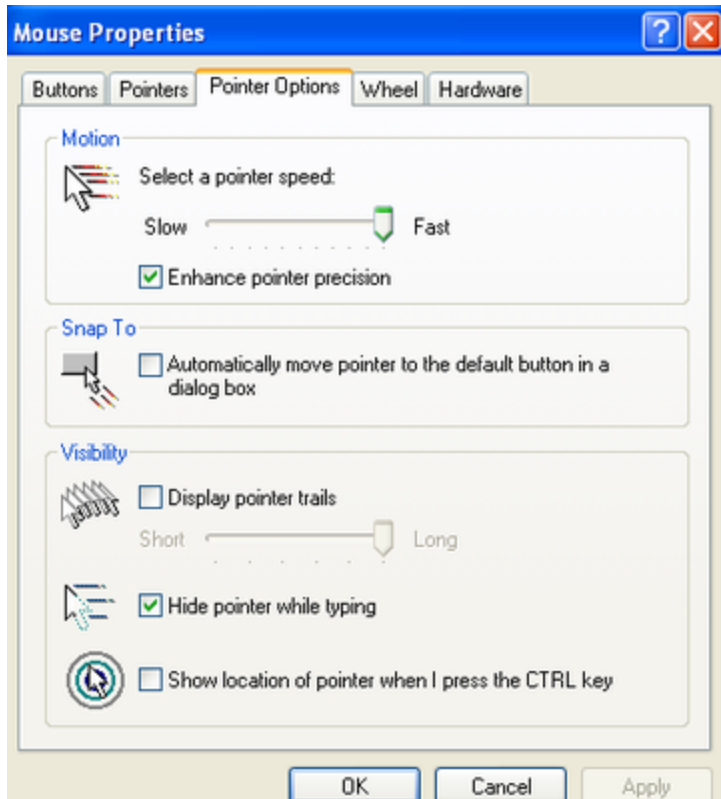 Mouse Properties
Buttons Pointers Pointer Options Wheel Hardware
Motion
Select a pointer speed:
Slow Fast
Enhance pointer precision
Snap To
Automatically move pointer to the default button in a
dialog box
Visibility
Display pointer trails
Short Long
Hide pointer while typing
Show location of pointer when I press the CTRL key
OK Cancel Apply